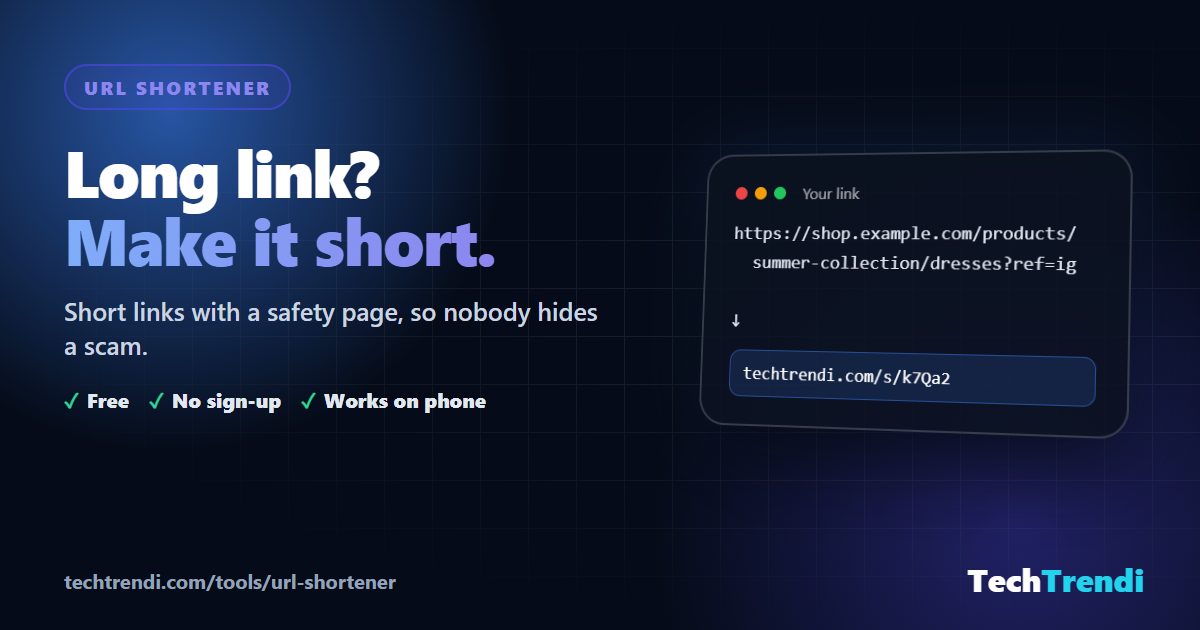 URL SHORTENER
Long link?
Make it short.
Short links with a safety page, so nobody hides
a scam.
✓ Free ✓ No sign-up ✓ Works on phone
Your link
https://shop.example.com/products/
summer-collection/dresses?ref=ig
↓
techtrendi.com/s/k7Qa2
techtrendi.com/tools/url-shortener
TechTrendi